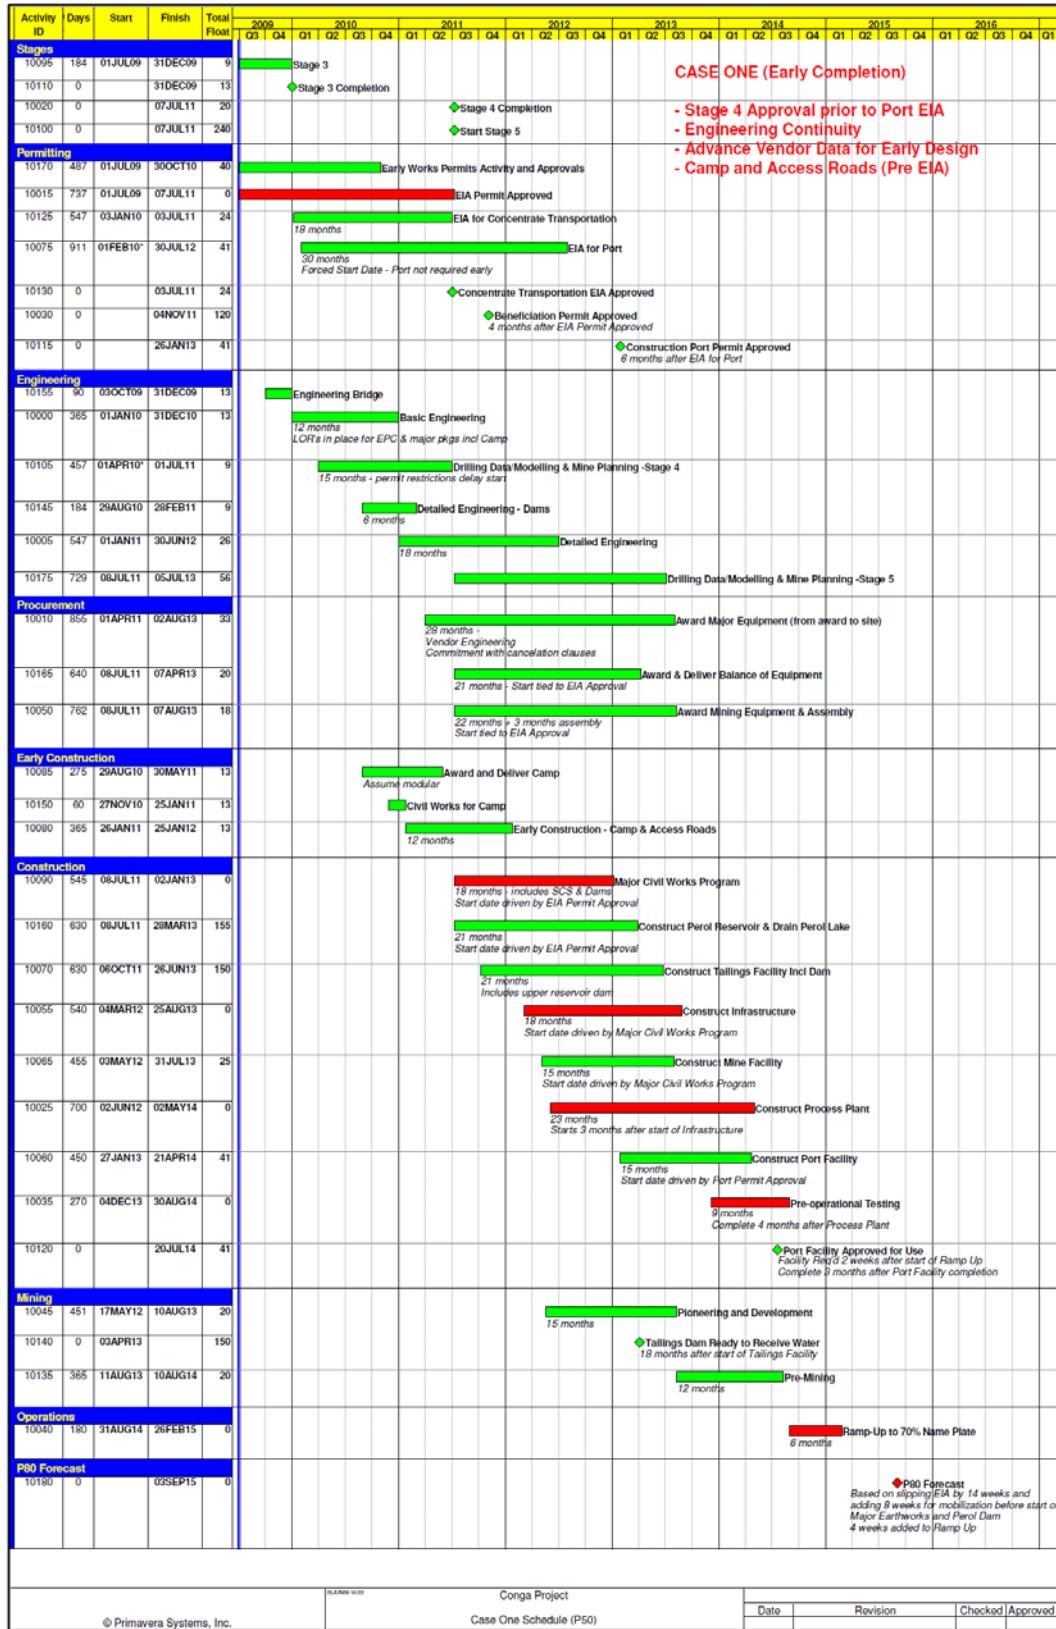 Activity ID Days Start Finish Total Float 2009 2010 2011 2012 2013 2014 2015 2016
Q3 Q4 Q1 Q2 Q3 Q4 Q1 Q2 Q3 Q4 Q1 Q2 Q3 Q4 Q1 Q2 Q3 Q4 Q1 Q2 Q3 Q4 Q1 Q2 Q3 Q4 Q1 Q2 Q3 Q4 Q1
CASE ONE (Early Completion)
- Stage 4 Approval prior to Port EIA
- Engineering Continuity
- Advance Vendor Data for Early Design
- Camp and Access Roads (Pre EIA)
Stages
10095 184 01JUL09 31DEC09 9 Stage 3
10110 0 31DEC09 13 Stage 3 Completion
10020 0 07JUL11 20 Stage 4 Completion
10100 0 07JUL11 240 Start Stage 5
Permitting
10170 487 01JUL09 30OCT10 40 Early Works Permits Activity and Approvals
10015 737 01JUL09 07JUL11 0 EIA Permit Approved
10125 547 03JAN10 03JUL11 24 EIA for Concentrate Transportation
18 months
10075 911 01FEB10* 30JUL12 41 EIA for Port
30 months
Forced Start Date - Port not required early
10130 0 03JUL11 24 Concentrate Transportation EIA Approved
10030 0 04NOV11 120 Beneficiation Permit Approved
4 months after EIA Permit Approved
10115 0 26JAN13 41 Construction Port Permit Approved
6 months after EIA for Port
Engineering
10155 90 03OCT09 31DEC09 13 Engineering Bridge
10000 365 01JAN10 31DEC10 13 Basic Engineering
12 months
LOR's in place for EPC & major pkgs incl Camp
10105 457 01APR10* 01JUL11 9 Drilling Data/Modelling & Mine Planning -Stage 4
15 months - permit restrictions delay start
10145 184 29AUG10 28FEB11 9 Detailed Engineering - Dams
6 months
10005 547 01JAN11 30JUN12 26 Detailed Engineering
18 months
10175 729 08JUL11 05JUL13 56 Drilling Data/Modelling & Mine Planning -Stage 5
Procurement
10010 855 01APR11 02AUG13 33 Award Major Equipment (from award to site)
28 months -
Vendor Engineering
Commitment with cancelation clauses
10165 640 08JUL11 07APR13 20 Award & Deliver Balance of Equipment
21 months - Start tied to EIA Approval
10050 762 08JUL11 07AUG13 18 Award Mining Equipment & Assembly
22 months + 3 months assembly
Start tied to EIA Approval
Early Construction
10085 275 29AUG10 30MAY11 13 Award and Deliver Camp
Assume modular
10150 60 27NOV10 25JAN11 13 Civil Works for Camp
10080 365 26JAN11 25JAN12 13 Early Construction - Camp & Access Roads
12 months
Construction
10090 545 08JUL11 02JAN13 0 Major Civil Works Program
18 months - includes SCS & Dams
Start date driven by EIA Permit Approval
10160 630 08JUL11 28MAR13 155 Construct Perol Reservoir & Drain Perol Lake
21 months
Start date driven by EIA Permit Approval
10070 630 06OCT11 26JUN13 150 Construct Tailings Facility Incl Dam
21 months
Includes upper reservoir dam
10055 540 04MAR12 25AUG13 0 Construct Infrastructure
18 months
Start date driven by Major Civil Works Program
10065 455 03MAY12 31JUL13 25 Construct Mine Facility
15 months
Start date driven by Major Civil Works Program
10025 700 02JUN12 02MAY14 0 Construct Process Plant
23 months
Starts 3 months after start of Infrastructure
10060 450 27JAN13 21APR14 41 Construct Port Facility
15 months
Start date driven by Port Permit Approval
10035 270 04DEC13 30AUG14 0 Pre-operational Testing
9 months
Complete 4 months after Process Plant
10120 0 20JUL14 41 Port Facility Approved for Use
Facility Req'd 2 weeks after start of Ramp Up
Complete 3 months after Port Facility completion
Mining
10045 451 17MAY12 10AUG13 20 Pioneering and Development
15 months
10140 0 03APR13 150 Tailings Dam Ready to Receive Water
18 months after start of Tailings Facility
10135 365 11AUG13 10AUG14 20 Pre-Mining
12 months
Operations
10040 180 31AUG14 26FEB15 0 Ramp-Up to 70% Name Plate
6 months
P80 Forecast
10180 0 03SEP15 0 P80 Forecast
Based on slipping EIA by 14 weeks and
adding 8 weeks for mobilization before start o
Major Earthworks and Perol Dam
4 weeks added to Ramp Up
Conga Project
Case One Schedule (P50)
© Primavera Systems, Inc.
Date Revision Checked Approved